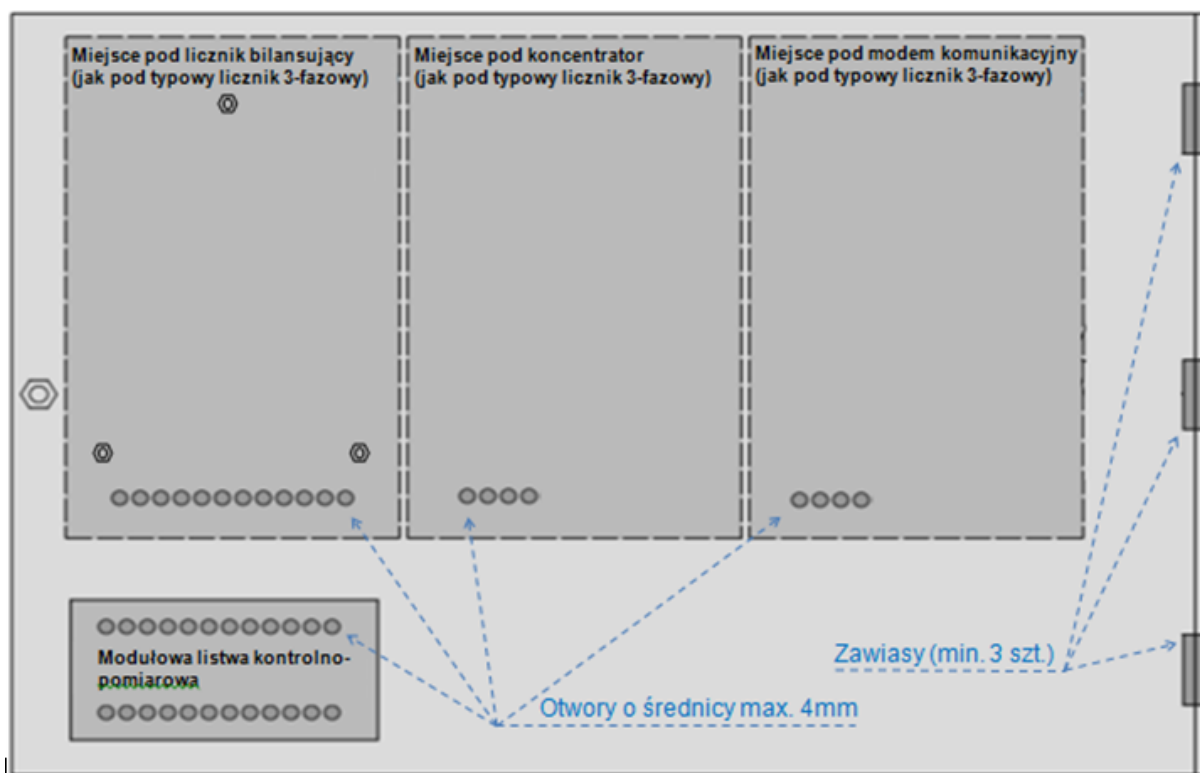 Miejsce pod licznik bilansujący
(jak pod typowy licznik 3-fazowy)
Miejsce pod koncentrator
(jak pod typowy licznik 3-fazowy)
Miejsce pod modem komunikacyjny
(jak pod typowy licznik 3-fazowy)
Zawiasy (min. 3 szt.)
Modułowa listwa kontrolno-
pomiarowa
Otwory o średnicy max. 4mm